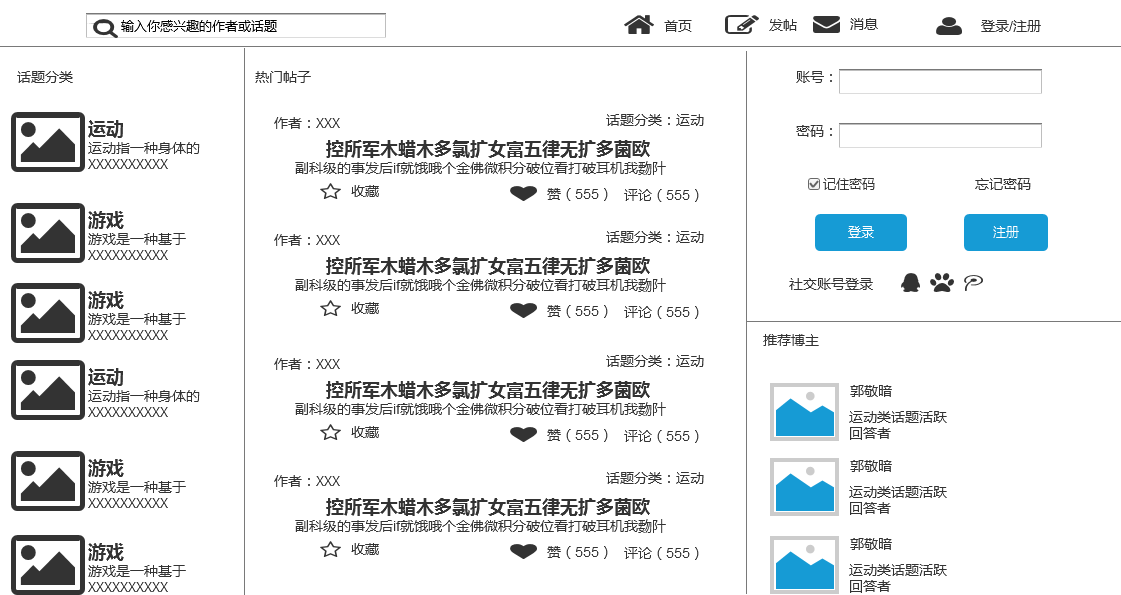 输入你感兴趣的作者或话题
首页
发帖
消息
登录/注册
话题分类
运动
运动指一种身体的
XXXXXXXXXX
游戏
游戏是一种基于
XXXXXXXXXX
游戏
游戏是一种基于
XXXXXXXXXX
运动
运动指一种身体的
XXXXXXXXXX
游戏
游戏是一种基于
XXXXXXXXXX
游戏
游戏是一种基于
XXXXXXXXXX
热门帖子
作者：XXX
话题分类：运动
控所军木蜡木多氯扩女富五律无扩多菌欧
副科级的事发后if就饿哦个金佛微积分破位看打破耳机我翻阡
收藏
赞（555）
评论（555）
作者：XXX
话题分类：运动
控所军木蜡木多氯扩女富五律无扩多菌欧
副科级的事发后if就饿哦个金佛微积分破位看打破耳机我翻阡
收藏
赞（555）
评论（555）
作者：XXX
话题分类：运动
控所军木蜡木多氯扩女富五律无扩多菌欧
副科级的事发后if就饿哦个金佛微积分破位看打破耳机我翻阡
收藏
赞（555）
评论（555）
作者：XXX
话题分类：运动
控所军木蜡木多氯扩女富五律无扩多菌欧
副科级的事发后if就饿哦个金佛微积分破位看打破耳机我翻阡
收藏
赞（555）
评论（555）
账号：
密码：
记住密码
忘记密码
登录
注册
社交账号登录
推荐博主
郭敬暗
运动类话题活跃
回答者
郭敬暗
运动类话题活跃
回答者
郭敬暗
运动类话题活跃
回答者